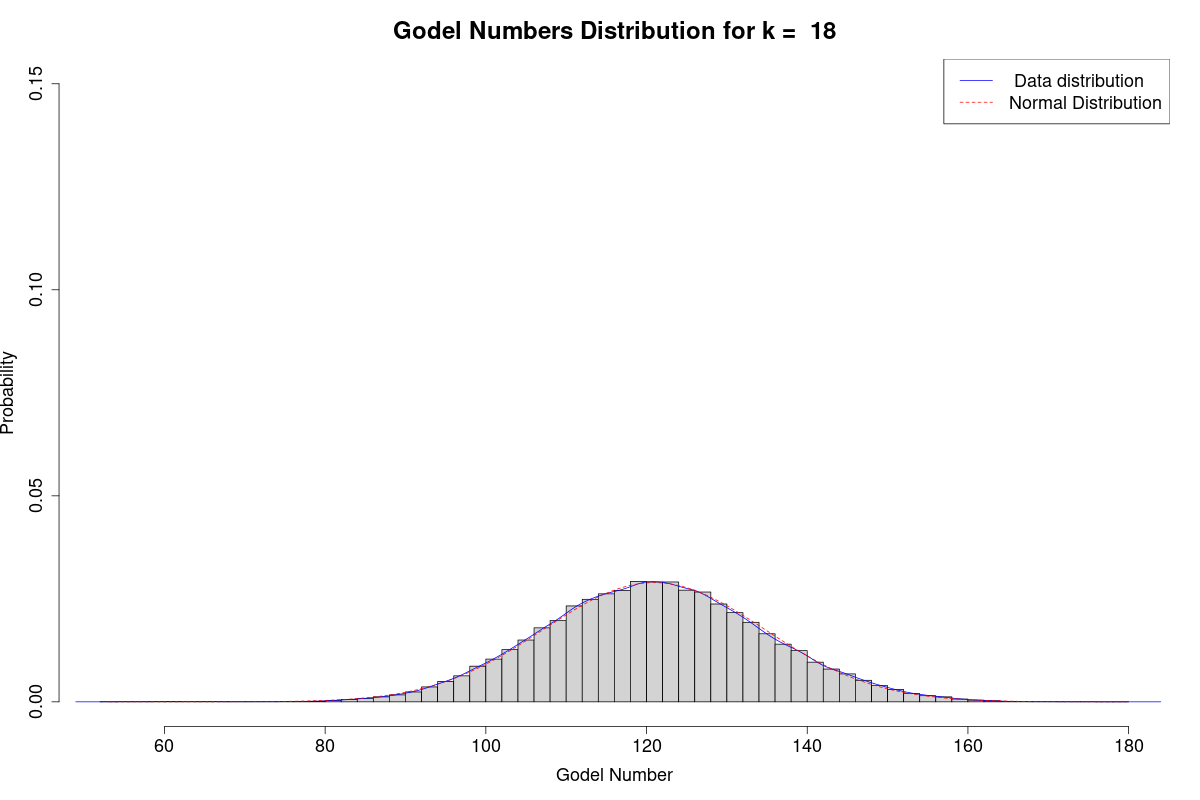 Godel Numbers Distribution for k =  18
Data distribution
Normal Distribution
0.15
0.10
0.05
0.00
Probability
60 80 100 120 140 160 180
Godel Number